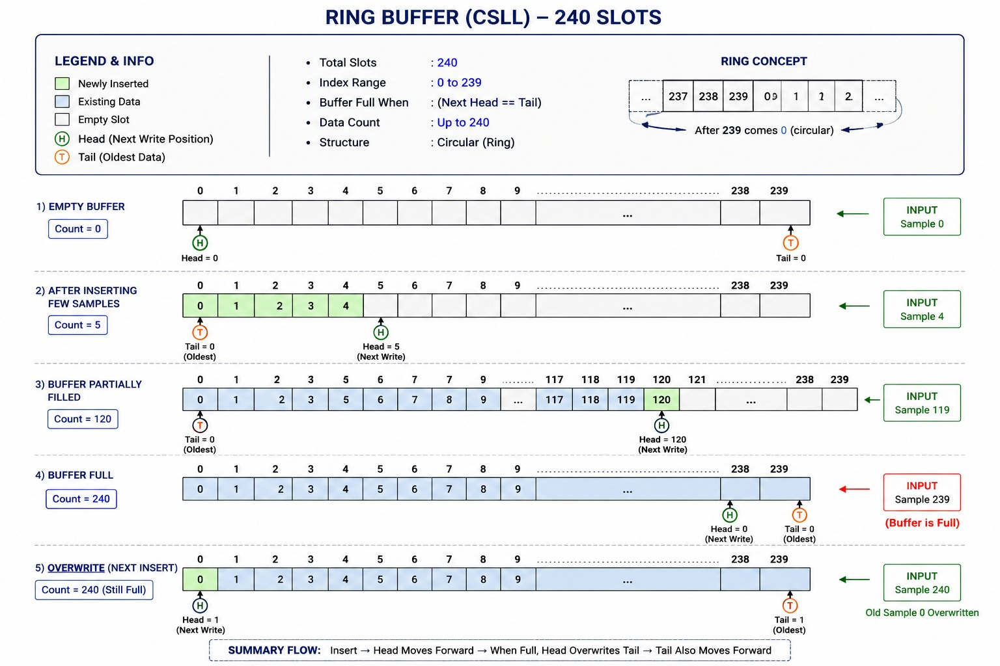 RING BUFFER (CSLL) – 240 SLOTS
LEGEND & INFO
Newly Inserted
Existing Data
Empty Slot
H Head (Next Write Position)
T Tail (Oldest Data)
• Total Slots : 240
• Index Range : 0 to 239
• Buffer Full When : (Next Head == Tail)
• Data Count : Up to 240
• Structure : Circular (Ring)
RING CONCEPT
... 237 238 239 1 2. ...
After 239 comes 0 (circular)
0 1 2 3 4 5 6 7 8 9 ........ 238 239
1) EMPTY BUFFER
Count = 0
...
H T
Head = 0 Tail = 0
INPUT
Sample 0
0 1 2 3 4 5 6 7 8 9 ........ 238 239
2) AFTER INSERTING
FEW SAMPLES
Count = 5
0 1 2 3 4 ...
T H
Tail = 0 Head = 5
(Oldest) (Next Write)
INPUT
Sample 4
0 1 2 3 5 6 7 7 9 ........ 117 118 119 120 121 ........ 238 239
3) BUFFER PARTIALLY
FILLED
Count = 120
0 1 2 3 5 6 7 8 9 ... 117 118 119 120 ...
T H
Tail = 0 Head = 120
(Oldest) (Next Write)
INPUT
Sample 119
0 1 2 3 4 5 6 7 8 9 ........ 238 239
4) BUFFER FULL
Count = 240
0 1 2 3 4 5 6 7 8 9 ...
H T
Head = 0 Tail = 0
(Next Write) (Oldest)
INPUT
Sample 239
(Buffer is Full)
0 1 2 3 4 5 6 7 8 9 ........ 238 239
5) OVERWRITE (NEXT INSERT)
Count = 240 (Still Full)
0 1 2 3 4 5 6 7 8 9 ...
H T
Head = 1 Tail = 1
(Next Write) (Oldest)
INPUT
Sample 240
Old Sample 0 Overwritten
SUMMARY FLOW: Insert → Head Moves Forward → When Full, Head Overwrites Tail → Tail Also Moves Forward